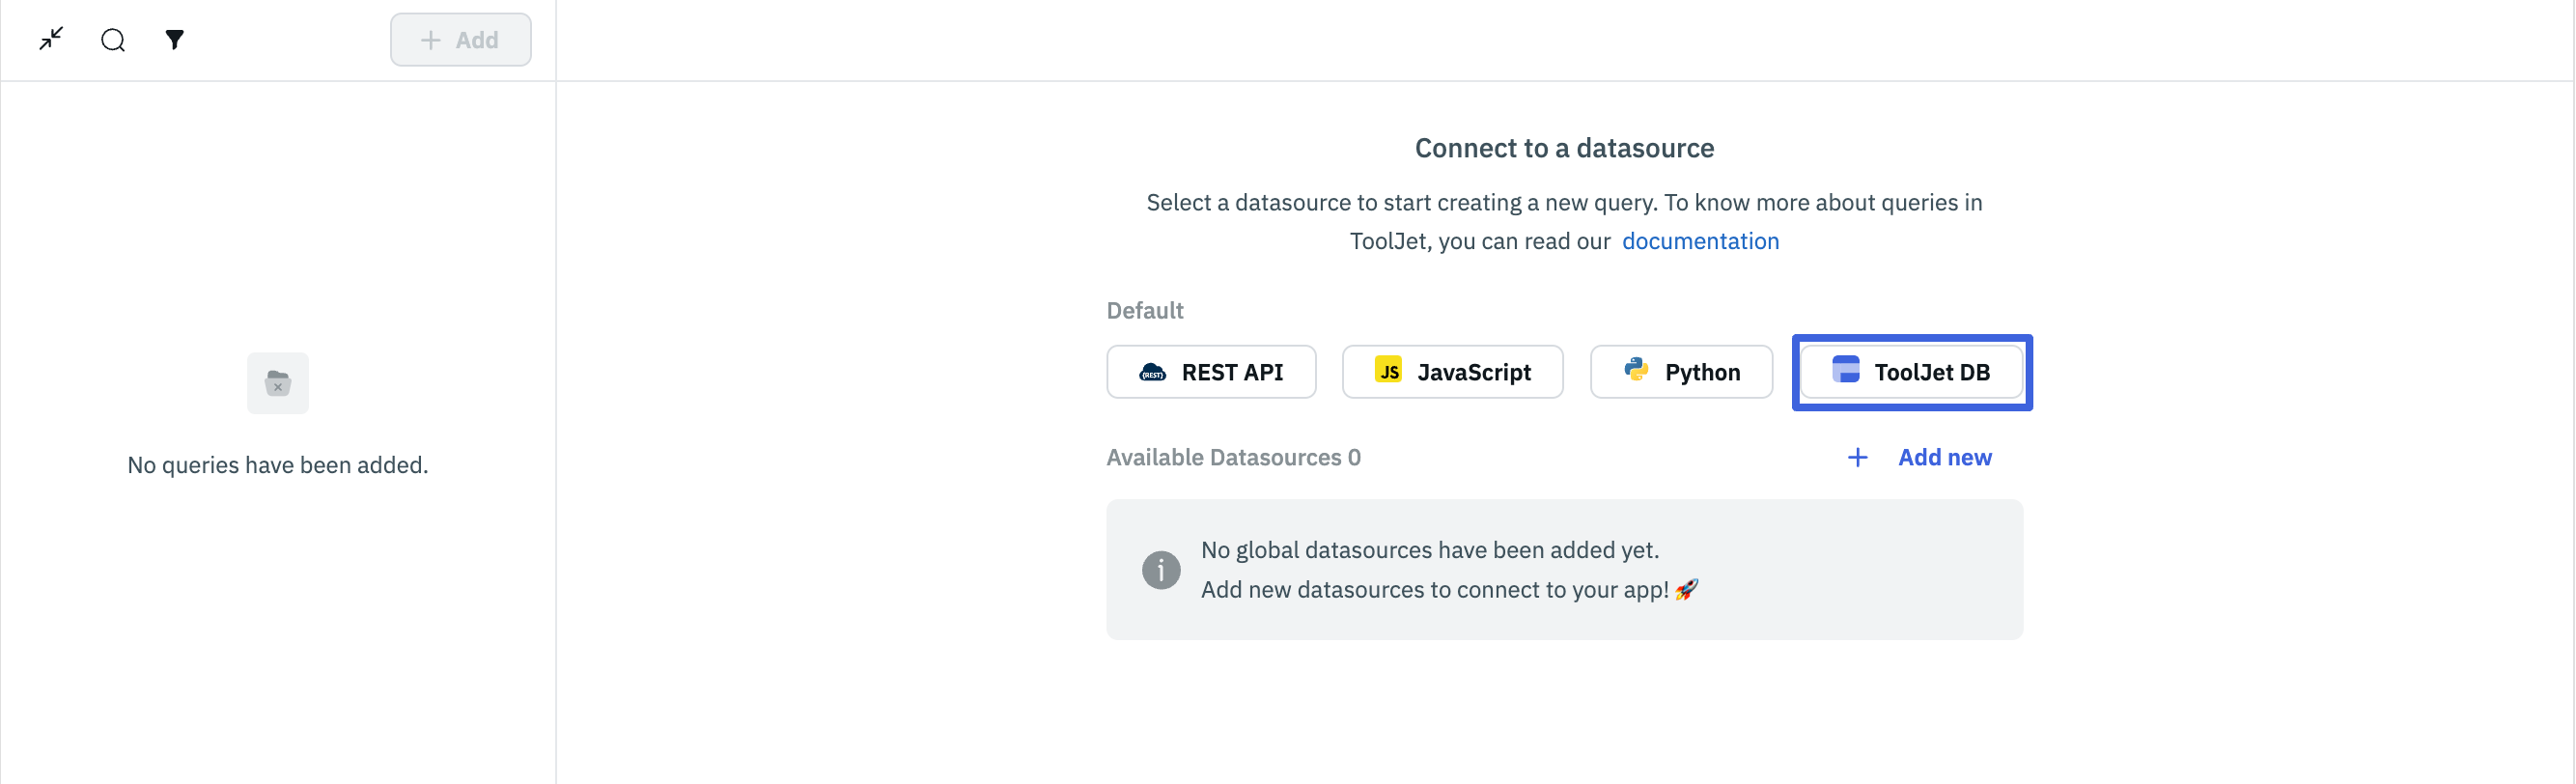 Add
Connect to a datasource
Select a datasource to start creating a new query. To know more about queries in
ToolJet, you can read our documentation
Default
{REST} REST API
JS JavaScript
Python
ToolJet DB
Available Datasources 0
+ Add new
No queries have been added.
i
No global datasources have been added yet.
Add new datasources to connect to your app! 🚀